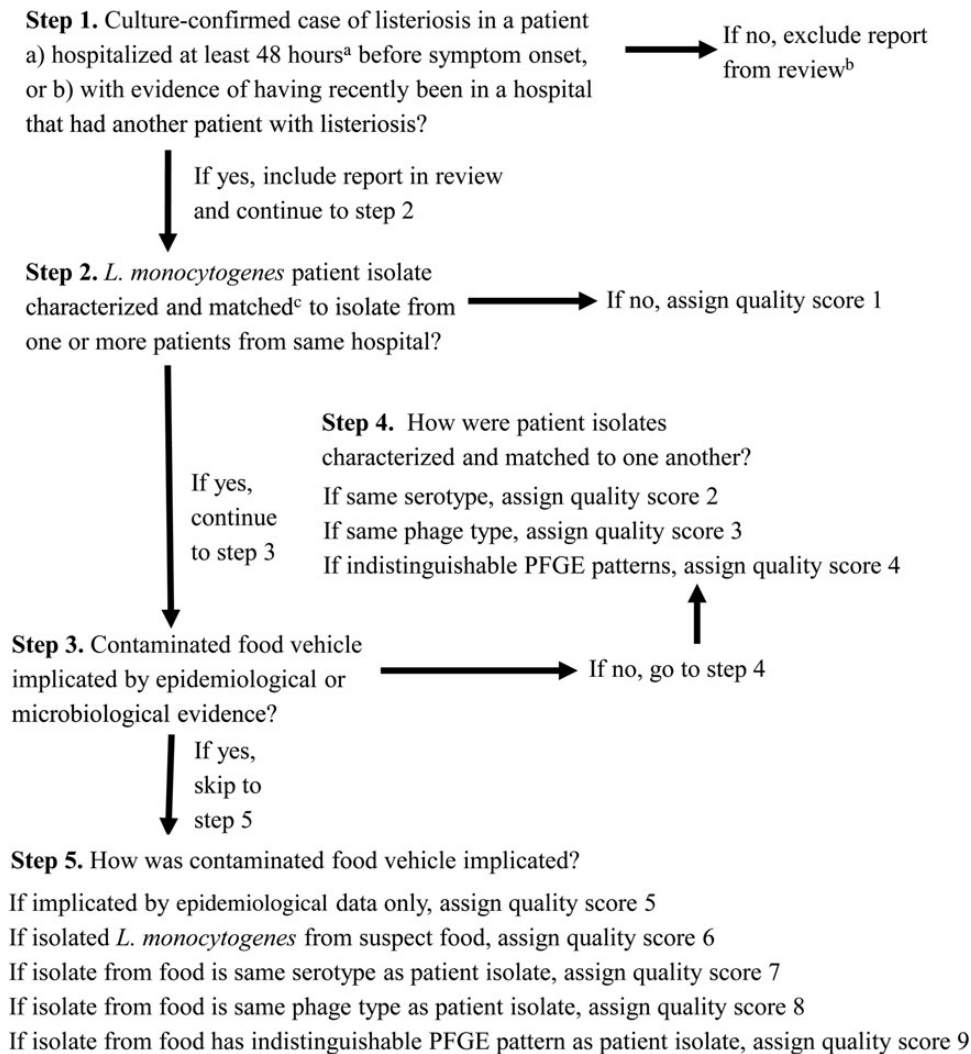 Step 1. Culture-confirmed case of listeriosis in a patient
a) hospitalized at least 48 hoursᵃ before symptom onset,
or b) with evidence of having recently been in a hospital
that had another patient with listeriosis?
If no, exclude report
from reviewᵇ
If yes, include report in review
and continue to step 2
Step 2. L. monocytogenes patient isolate
characterized and matchedᶜ to isolate from
one or more patients from same hospital?
If no, assign quality score 1
If yes,
continue
to step 3
Step 3. Contaminated food vehicle
implicated by epidemiological or
microbiological evidence?
If no, go to step 4
Step 4. How were patient isolates
characterized and matched to one another?
If same serotype, assign quality score 2
If same phage type, assign quality score 3
If indistinguishable PFGE patterns, assign quality score 4
If yes,
skip to
step 5
Step 5. How was contaminated food vehicle implicated?
If implicated by epidemiological data only, assign quality score 5
If isolated L. monocytogenes from suspect food, assign quality score 6
If isolate from food is same serotype as patient isolate, assign quality score 7
If isolate from food is same phage type as patient isolate, assign quality score 8
If isolate from food has indistinguishable PFGE pattern as patient isolate, assign quality score 9